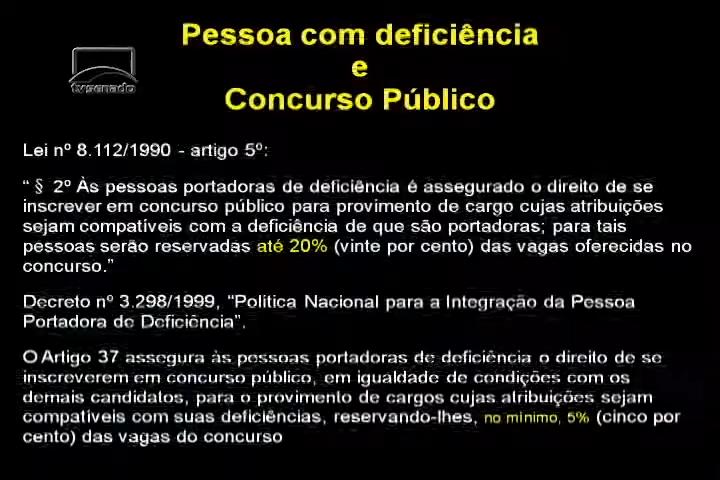 Pessoa com deficiência
e
Concurso Público
tvsenado
Lei nº 8.112/1990 - artigo 5º:
“ § 2º Às pessoas portadoras de deficiência é assegurado o direito de se
inscrever em concurso público para provimento de cargo cujas atribuições
sejam compatíveis com a deficiência de que são portadoras; para tais
pessoas serão reservadas até 20% (vinte por cento) das vagas oferecidas no
concurso.”
Decreto nº 3.298/1999, “Política Nacional para a Integração da Pessoa
Portadora de Deficiência”.
O Artigo 37 assegura às pessoas portadoras de deficiência o direito de se
inscreverem em concurso público, em igualdade de condições com os
demais candidatos, para o provimento de cargos cujas atribuições sejam
compatíveis com suas deficiências, reservando-lhes, no mínimo, 5% (cinco por
cento) das vagas do concurso